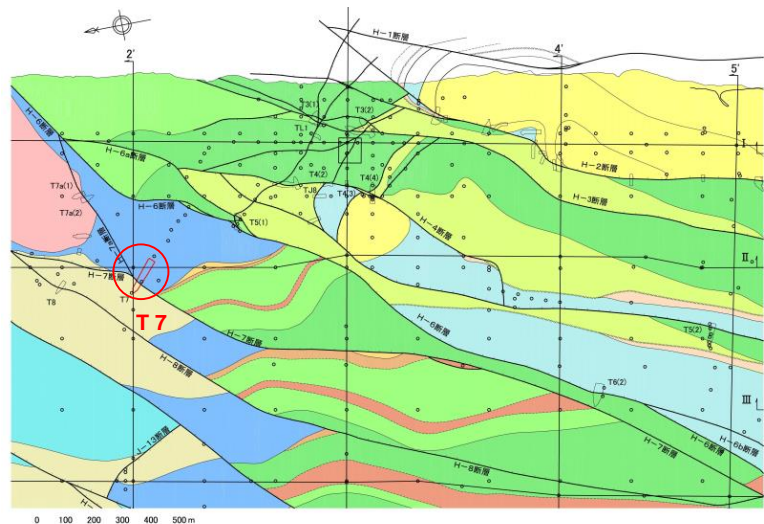 H-1断層
2'
4'
5'
H-6断層
T3(1)
T3(2)
TL1
H-6a断層
I
H-2断層
T4(2)
T4(4)
T7a(1)
TJ8
T4(3)
H-3断層
T7a(2)
H-6断層
T5(1)
H-4断層
II
H-7断層
T8
T7
T7
T5(2)
H-7断層
H-6断層
H-8断層
T6(2)
III
J-13断層
H-6断層
H-7断層
H-6b断層
H-8断層
0 100 200 300 400 500m